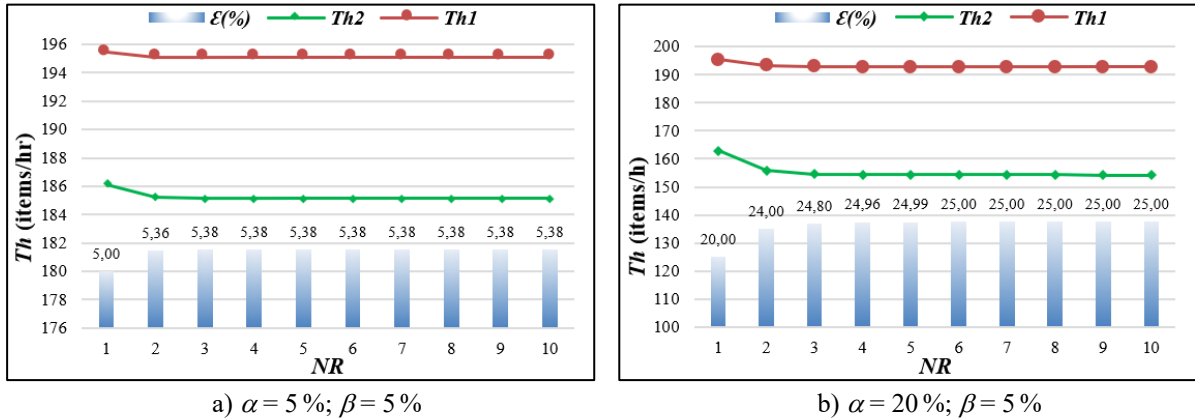 ε(%) Th2 Th1
196
194
192
190
188
186
184
182
180
178
176
Th (items/hr)
5,00 5,36 5,38 5,38 5,38 5,38 5,38 5,38 5,38 5,38
1 2 3 4 5 6 7 8 9 10
NR
a) α = 5 %; β = 5 %
ε(%) Th2 Th1
200
190
180
170
160
150
140
130
120
110
100
Th (items/h)
20,00 24,00 24,80 24,96 24,99 25,00 25,00 25,00 25,00 25,00
1 2 3 4 5 6 7 8 9 10
NR
b) α = 20 %; β = 5 %